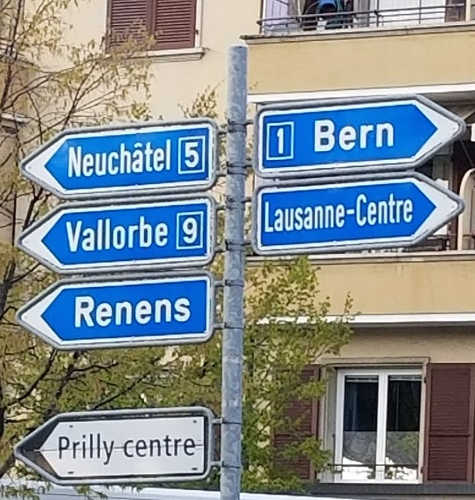 Neuchâtel 5
Vallorbe 9
Renens
Prilly centre
1 Bern
Lausanne-Centre